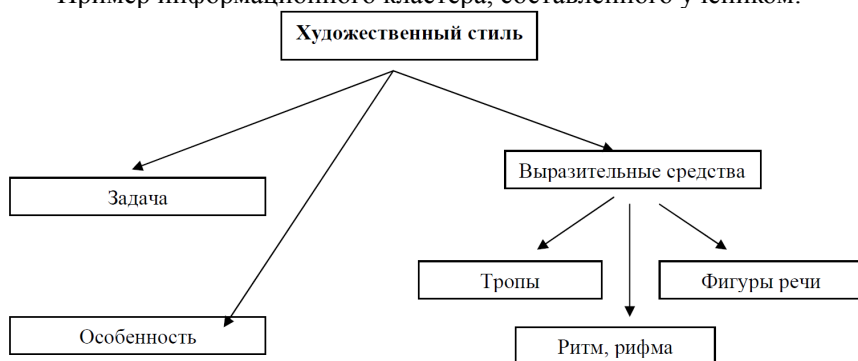 Пример информационного кластера, составленного учеником:
Художественный стиль
Выразительные средства
Задача
Тропы
Фигуры речи
Особенность
Ритм, рифма